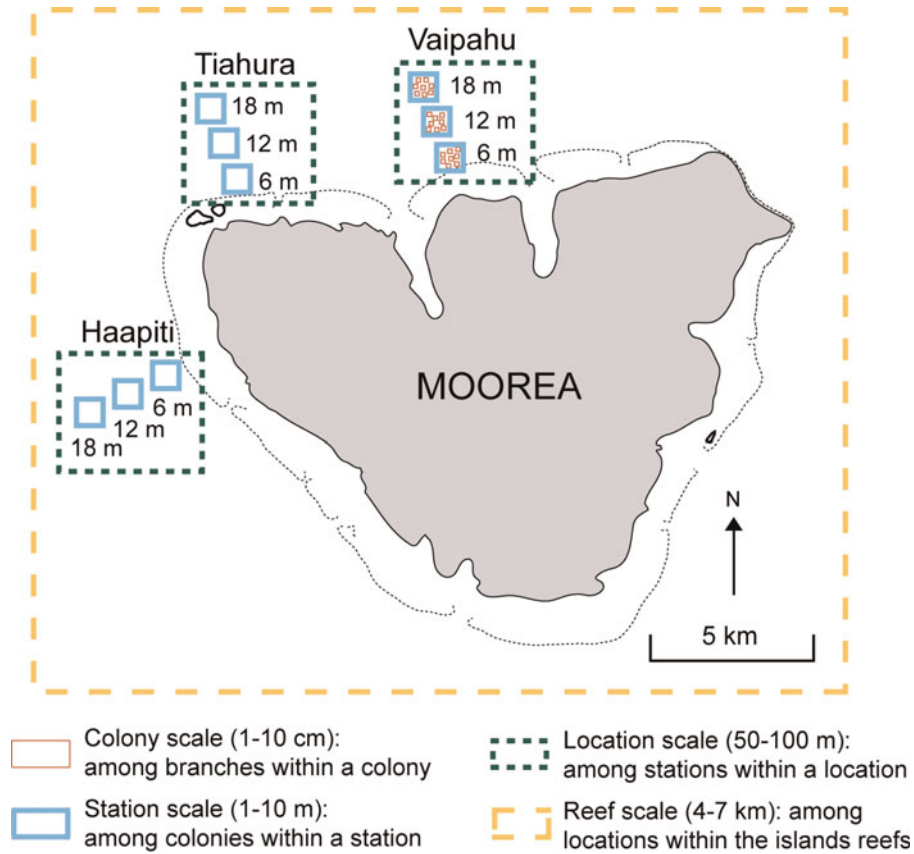 Vaipahu
Tiahura
18 m
12 m
6 m
18 m
12 m
6 m
Haapiti
6 m
12 m
18 m
MOOREA
N
5 km
Colony scale (1-10 cm):
among branches within a colony
Station scale (1-10 m):
among colonies within a station
Location scale (50-100 m):
among stations within a location
Reef scale (4-7 km): among
locations within the islands reefs